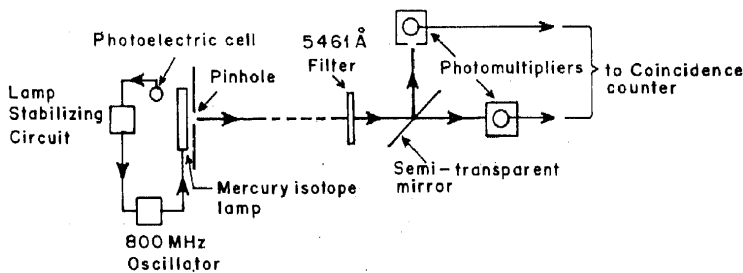 Photoelectric cell
Pinhole
Lamp
Stabilizing
Circuit
Mercury isotope
lamp
800 MHz
Oscillator
5461 Å
Filter
Photomultipliers
to Coincidence
counter
Semi-transparent
mirror